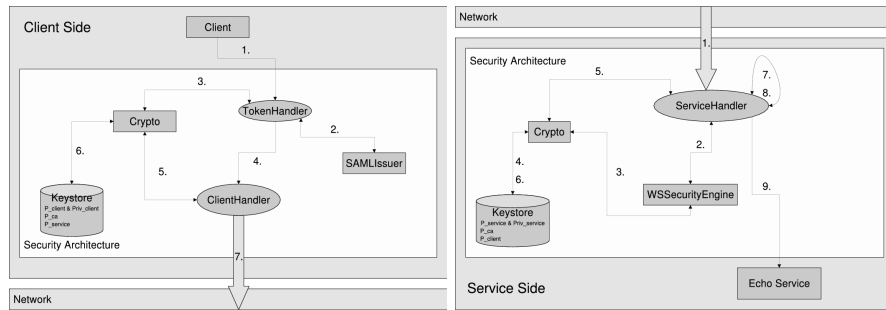 Client Side
Client
1.
3.
TokenHandler
Crypto
2.
6.
4.
SAMLIssuer
5.
Keystore
P_client & Priv_client
P_ca
P_service
ClientHandler
Security Architecture
7.
Network
Network
1.
Security Architecture
5.
7.
8.
ServiceHandler
Crypto
2.
4.
3.
6.
9.
WSSecurityEngine
Keystore
P_service & Priv_service
P_ca
P_client
Service Side
Echo Service